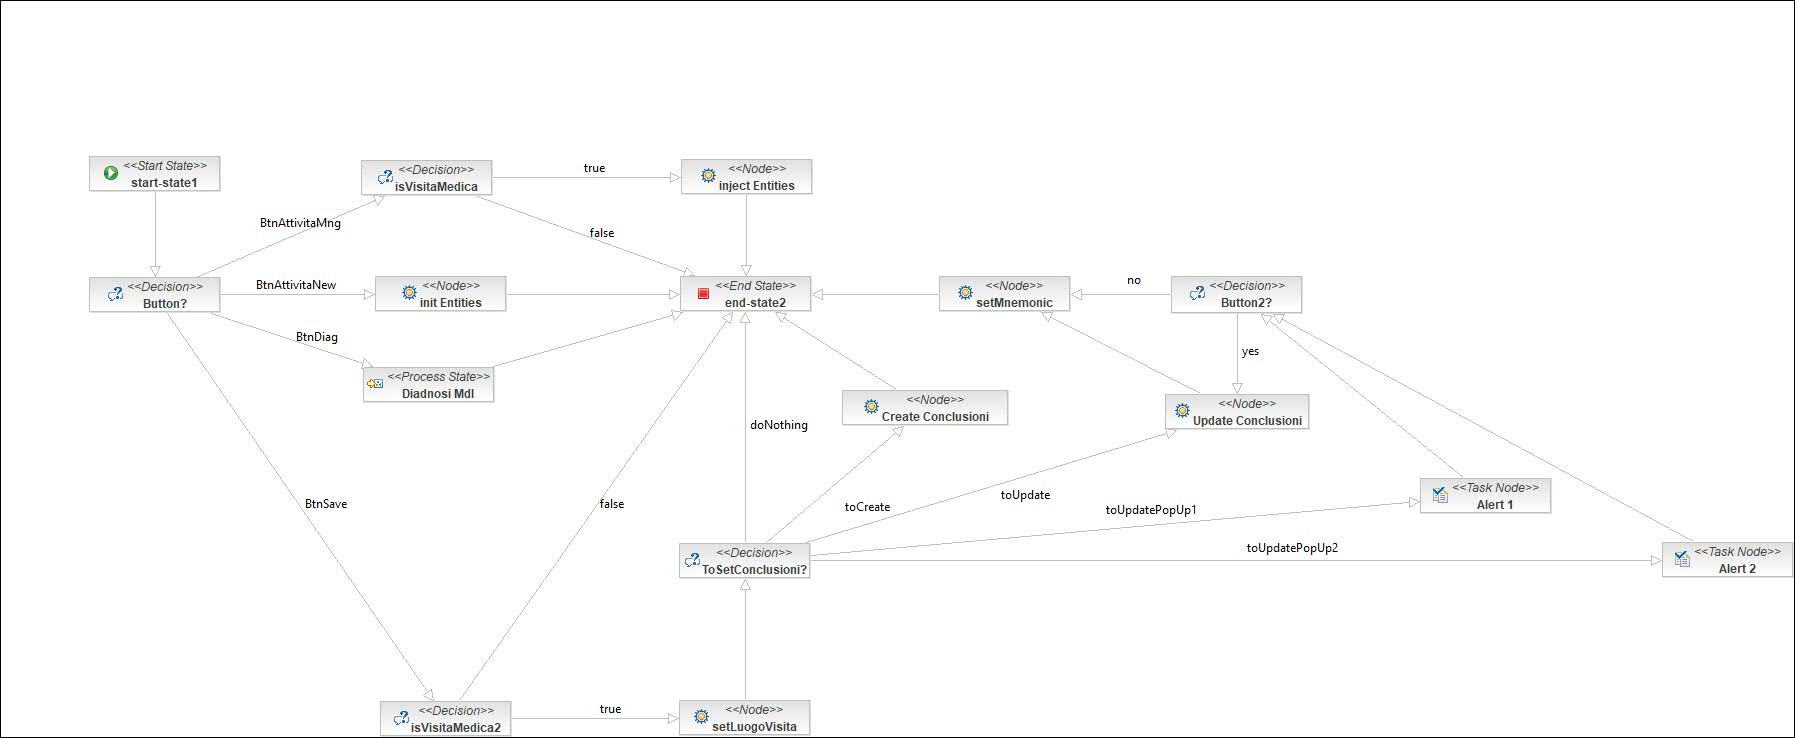 <<Start State>>
start-state1
<<Decision>>
isVisitaMedica
true
<<Node>>
inject Entities
BtnAttivitaMng
false
<<Decision>>
Button?
BtnAttivitaNew
<<Node>>
init Entities
<<End State>>
end-state2
<<Node>>
setMnemonic
no
<<Decision>>
Button2?
BtnDiag
yes
<<Process State>>
Diadnosi Mdl
<<Node>>
Create Conclusioni
<<Node>>
Update Conclusioni
doNothing
BtnSave
false
toCreate
toUpdate
toUpdatePopUp1
<<Task Node>>
Alert 1
<<Decision>>
ToSetConclusioni?
toUpdatePopUp2
<<Task Node>>
Alert 2
<<Decision>>
isVisitaMedica2
true
<<Node>>
setLuogoVisita